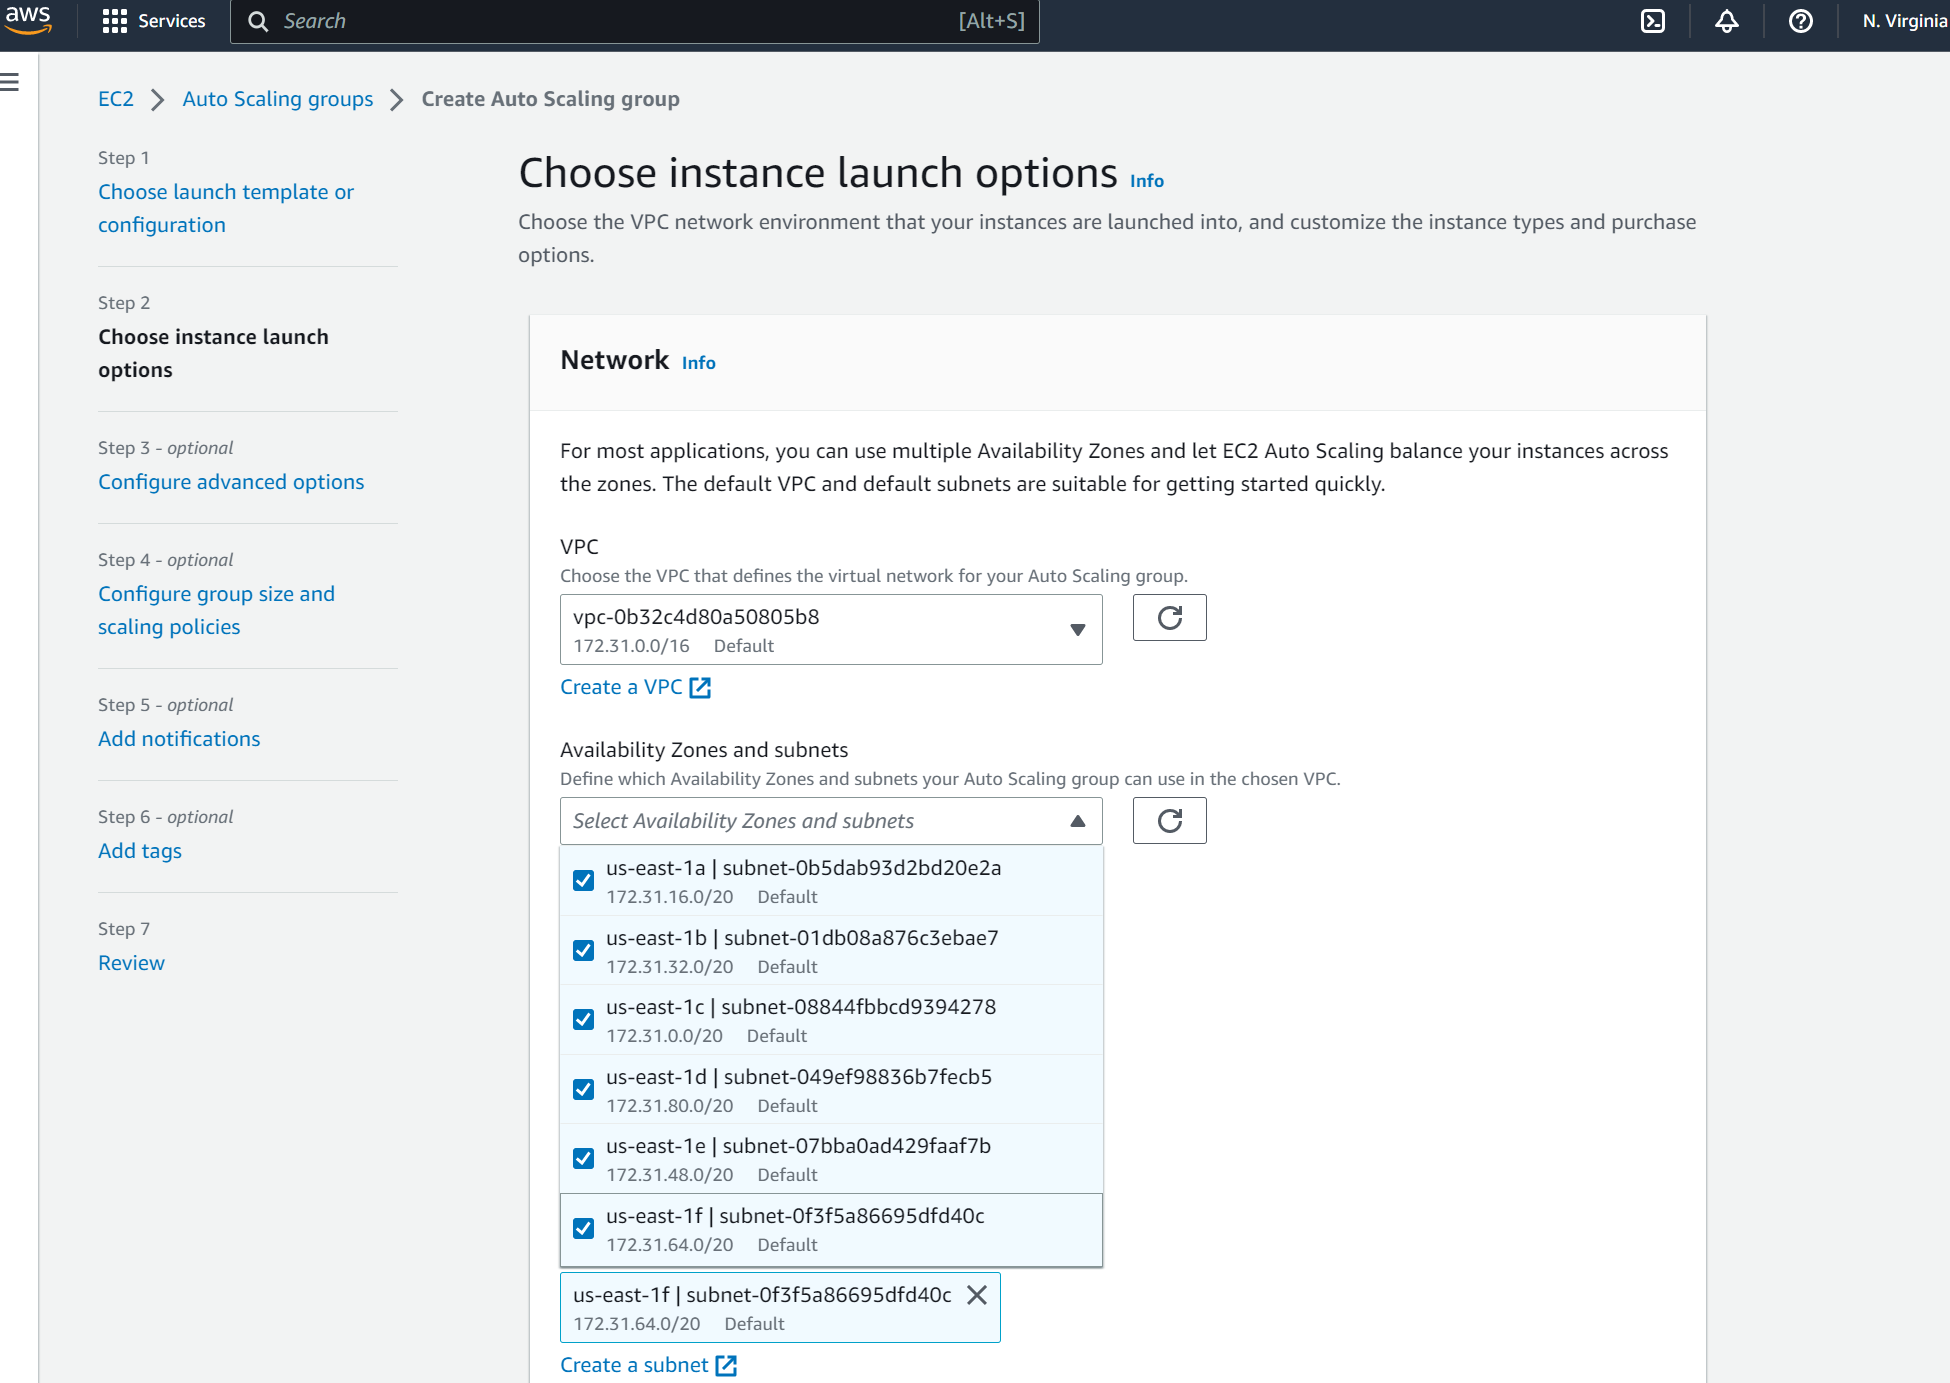 aws
Services
Search
[Alt+S]
N. Virginia
EC2
Auto Scaling groups
Create Auto Scaling group
Step 1
Choose launch template or
configuration
Step 2
Choose instance launch
options
Step 3 - optional
Configure advanced options
Step 4 - optional
Configure group size and
scaling policies
Step 5 - optional
Add notifications
Step 6 - optional
Add tags
Step 7
Review
Choose instance launch options Info
Choose the VPC network environment that your instances are launched into, and customize the instance types and purchase
options.
Network Info
For most applications, you can use multiple Availability Zones and let EC2 Auto Scaling balance your instances across
the zones. The default VPC and default subnets are suitable for getting started quickly.
VPC
Choose the VPC that defines the virtual network for your Auto Scaling group.
vpc-0b32c4d80a50805b8
172.31.0.0/16 Default
Create a VPC
Availability Zones and subnets
Define which Availability Zones and subnets your Auto Scaling group can use in the chosen VPC.
Select Availability Zones and subnets
us-east-1a | subnet-0b5dab93d2bd20e2a
172.31.16.0/20 Default
us-east-1b | subnet-01db08a876c3ebae7
172.31.32.0/20 Default
us-east-1c | subnet-08844fbbcd9394278
172.31.0.0/20 Default
us-east-1d | subnet-049ef98836b7fecb5
172.31.80.0/20 Default
us-east-1e | subnet-07bba0ad429faaf7b
172.31.48.0/20 Default
us-east-1f | subnet-0f3f5a86695dfd40c
172.31.64.0/20 Default
us-east-1f | subnet-0f3f5a86695dfd40c
172.31.64.0/20 Default
Create a subnet